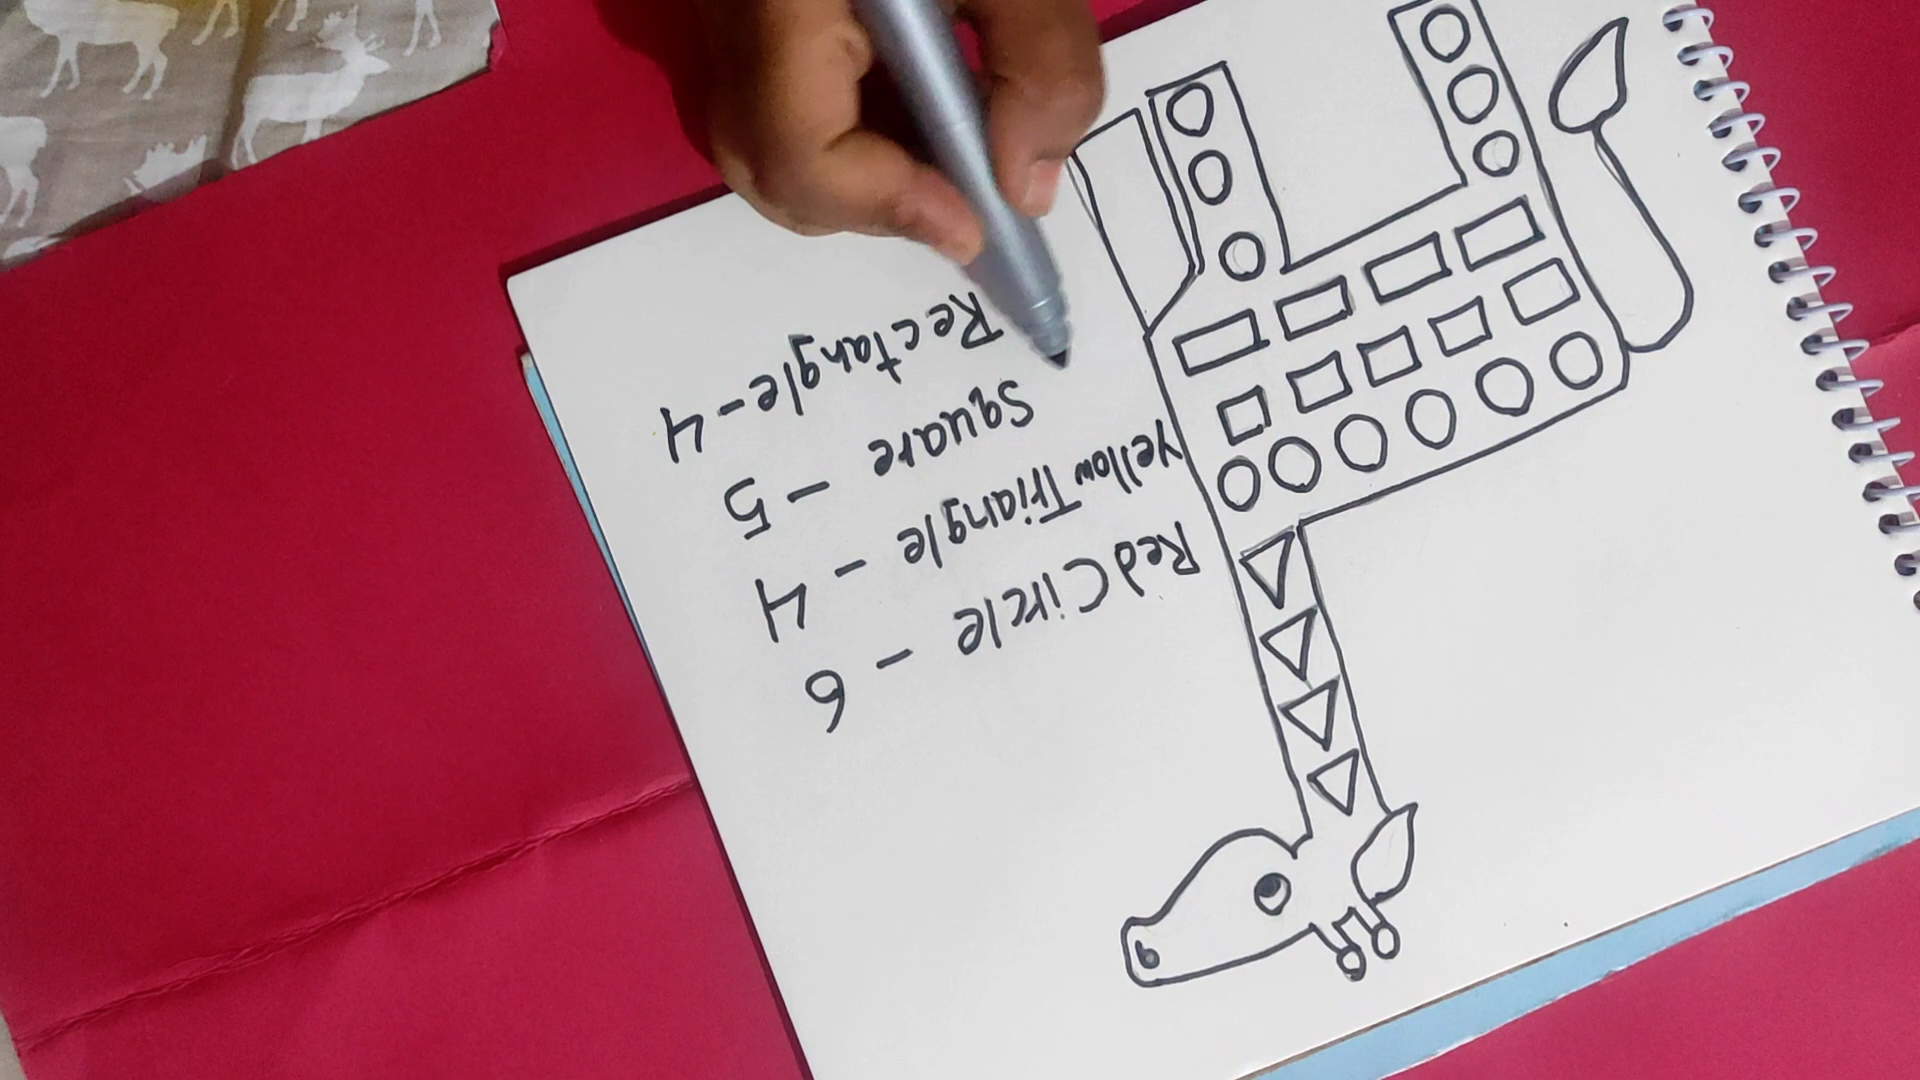 Red Circle - 6
Yellow Triangle - 4
Square - 5
Rectangle - 4